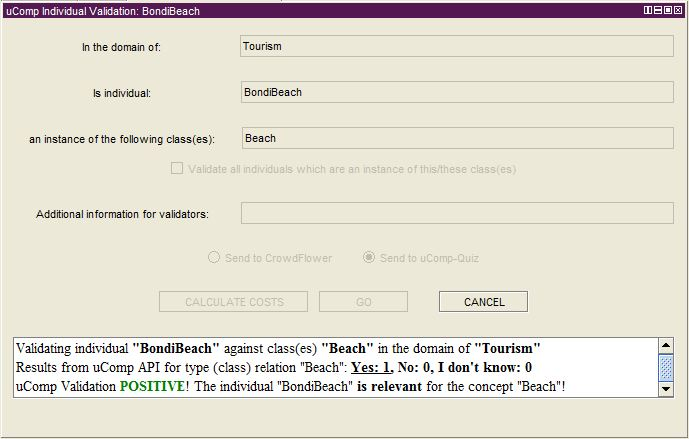 uComp Individual Validation: BondiBeach
In the domain of: Tourism
Is individual: BondiBeach
an instance of the following class(es): Beach
Validate all individuals which are an instance of this/these class(es)
Additional information for validators:
Send to CrowdFlower Send to uComp-Quiz
CALCULATE COSTS GO CANCEL
Validating individual "BondiBeach" against class(es) "Beach" in the domain of "Tourism"
Results from uComp API for type (class) relation "Beach": Yes: 1, No: 0, I don't know: 0
uComp Validation POSITIVE! The individual "BondiBeach" is relevant for the concept "Beach"!